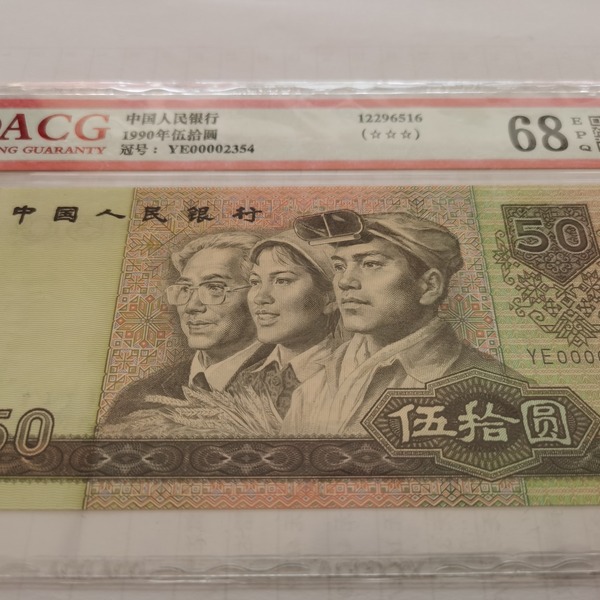 ACG
NG GUARANTY
中国人民银行
1990年伍拾圆
冠号: YE00002354
12296516
(☆☆☆)
68
E
P
Q
中国人民银行
50
YE0000
伍拾圆
50